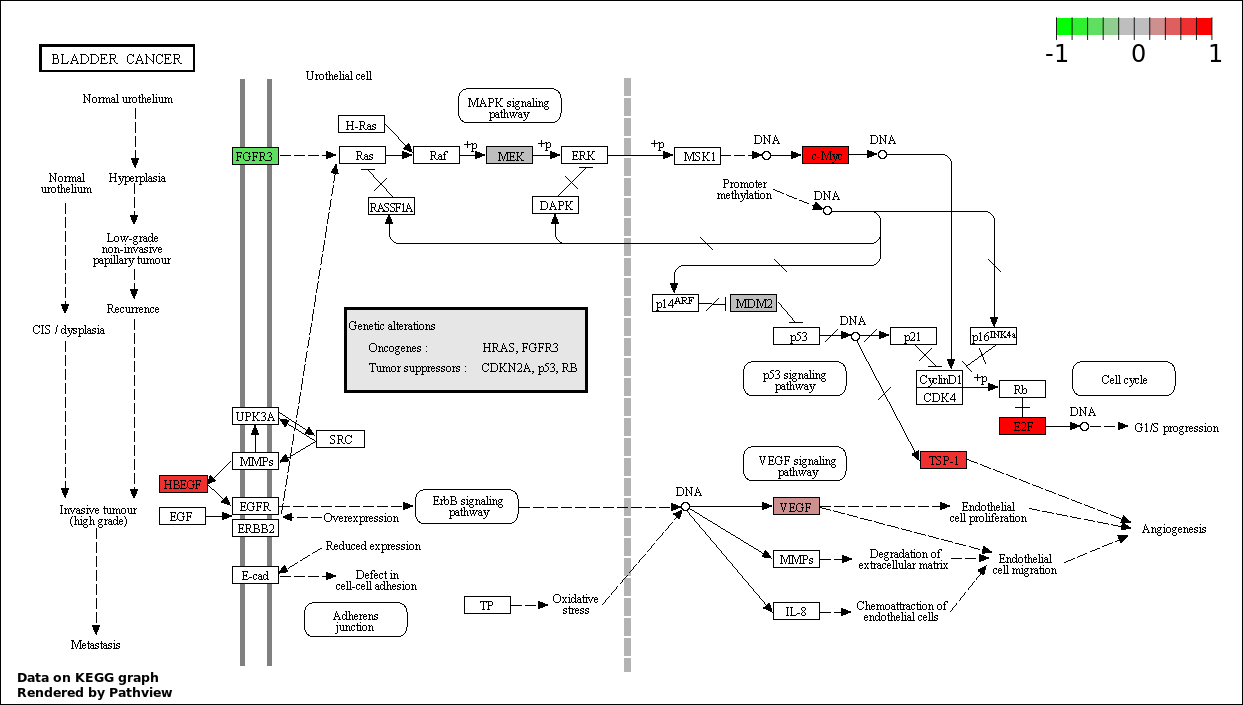 -1 0 1
BLADDER CANCER
Urothelial cell
Normal urothelium
MAPK signaling
pathway
H-Ras
FGFR3
Ras
Raf
+p
MEK
+p
ERK
+p
MSK1
DNA
c-Myc
DNA
Normal
urothelium
Hyperplasia
RASSF1A
DAPK
Promoter
methylation
DNA
Low-grade
non-invasive
papillary tumour
Recurrence
CIS / dysplasia
p14ARF
MDM2
Genetic alterations
Oncogenes : HRAS, FGFR3
Tumor suppressors : CDKN2A, p53, RB
p53
DNA
p21
p16INK4a
p53 signaling
pathway
CyclinD1
CDK4
+p
Rb
Cell cycle
UPK3A
SRC
E2F
DNA
G1/S progression
MMPs
VEGF signaling
pathway
TSP-1
HBEGF
EGF
EGFR
ERBB2
Overexpression
ErbB signaling
pathway
DNA
VEGF
Endothelial
cell proliferation
Angiogenesis
Invasive tumour
(high grade)
Reduced expression
E-cad
Defect in
cell-cell adhesion
MMPs
Degradation of
extracellular matrix
Endothelial
cell migration
Adherens
junction
TP
Oxidative
stress
IL-8
Chemoattraction of
endothelial cells
Metastasis
Data on KEGG graph
Rendered by Pathview